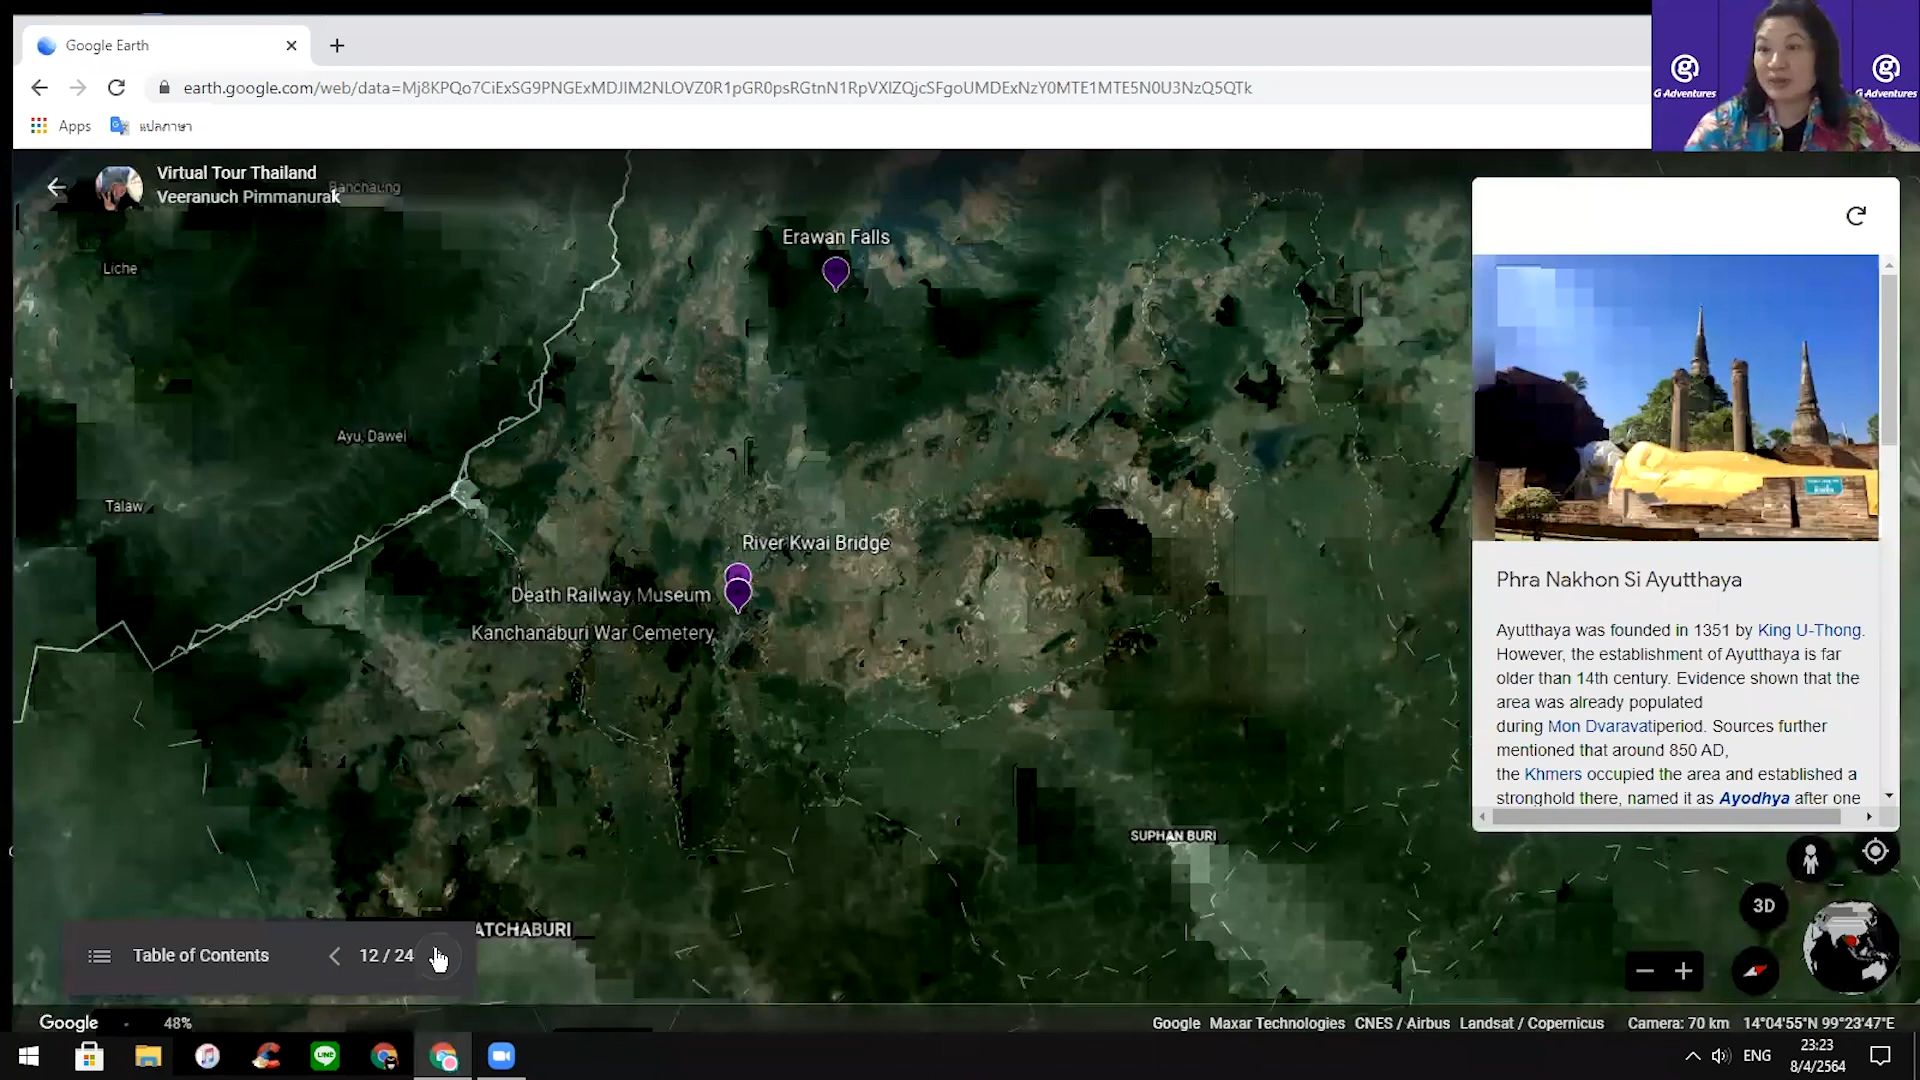 Google Earth
earth.google.com/web/data=Mj8KPQo7CiExSG9PNGExMDJIM2NLOVZ0R1pGR0psRGtnN1RpVXlZQjcSFgoUMDExNzY0MTE1MTE5N0U3NzQ5QTk
Apps
แปลภาษา
G Adventures
G Adventures
Virtual Tour Thailand
Veeranuch Pimmanurak
Banchaung
Liche
Erawan Falls
Ayu, Dawei
Talaw
River Kwai Bridge
Death Railway Museum
Kanchanaburi War Cemetery
SUPHAN BURI
ATCHABURI
Phra Nakhon Si Ayutthaya
Ayutthaya was founded in 1351 by King U-Thong.
However, the establishment of Ayutthaya is far
older than 14th century. Evidence shown that the
area was already populated
during Mon Dvaravatiperiod. Sources further
mentioned that around 850 AD,
the Khmers occupied the area and established a
stronghold there, named it as Ayodhya after one
3D
Table of Contents
12 / 24
Google
48%
Google Maxar Technologies CNES / Airbus Landsat / Copernicus Camera: 70 km 14°04'55"N 99°23'47"E
LINE
ENG
23:23
8/4/2564